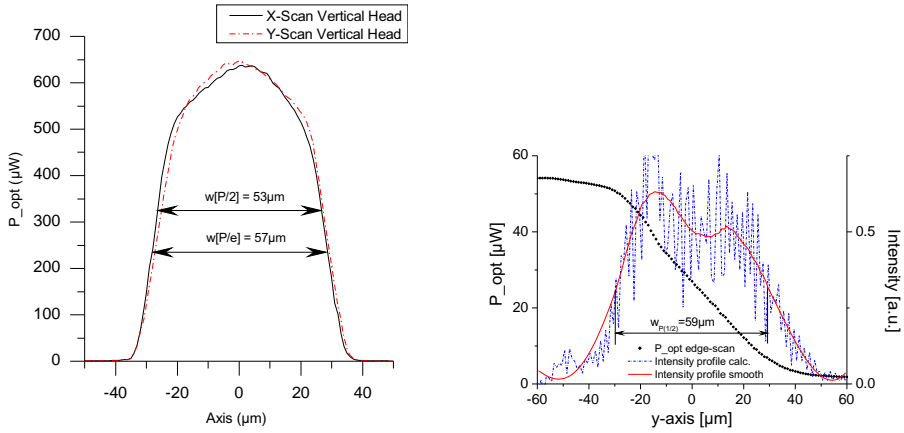 X-Scan Vertical Head
Y-Scan Vertical Head
700
600
500
400
300
200
100
0
P_opt (µW)
w[P/2] = 53µm
w[P/e] = 57µm
-40 -20 0 20 40
Axis (µm)
60
40
20
0
P_opt [µW]
0.5
0.0
Intensity [a.u.]
wP(1/2)=59µm
P_opt edge-scan
Intensity profile calc.
Intensity profile smooth
-60 -40 -20 0 20 40 60
y-axis [µm]